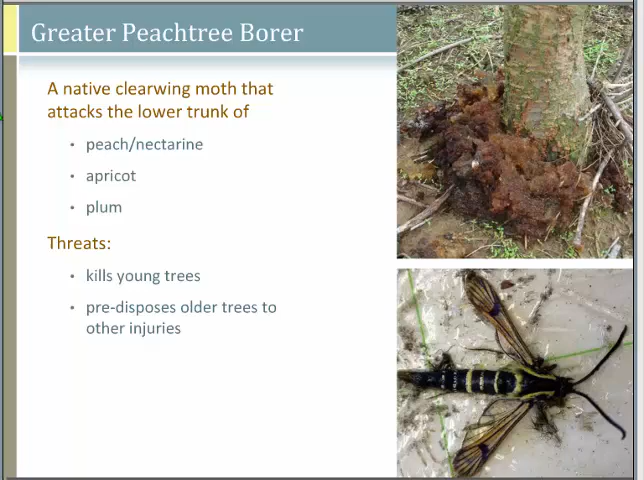 Greater Peachtree Borer
A native clearwing moth that
attacks the lower trunk of
• peach/nectarine
• apricot
• plum
Threats:
• kills young trees
• pre-disposes older trees to
other injuries